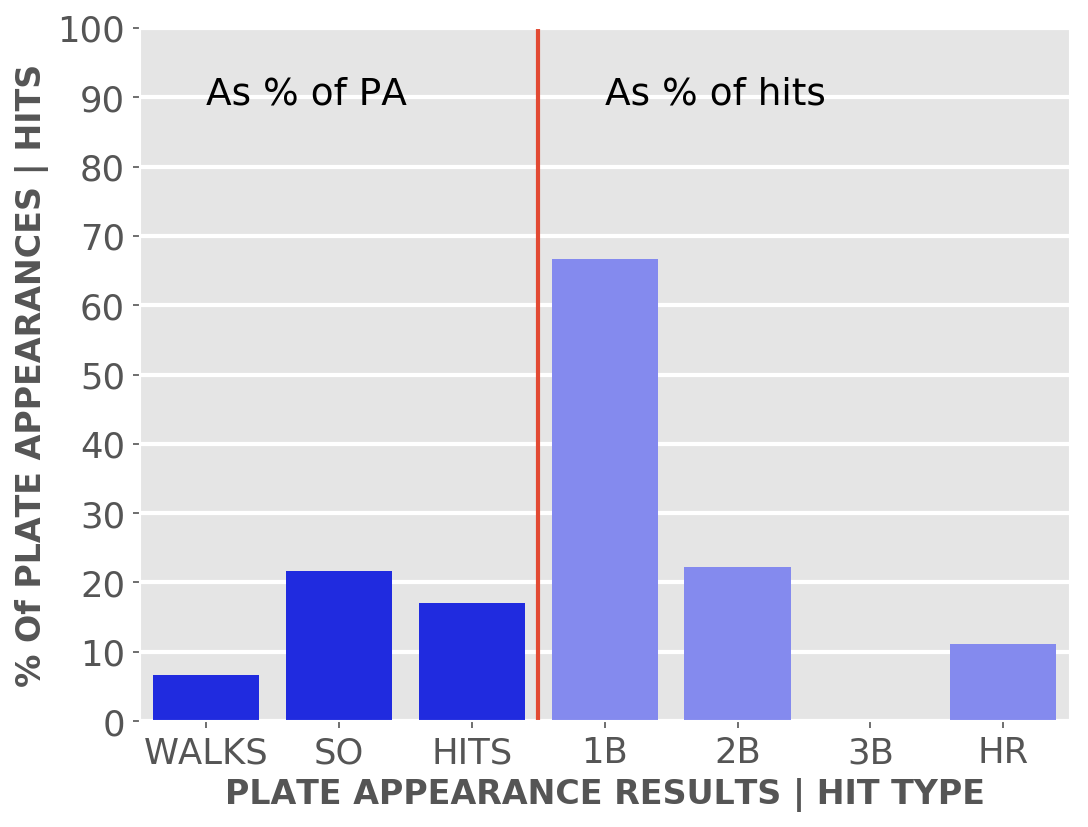 % Of PLATE APPEARANCES | HITS
100
90
80
70
60
50
40
30
20
10
0
As % of PA
As % of hits
WALKS SO HITS 1B 2B 3B HR
PLATE APPEARANCE RESULTS | HIT TYPE